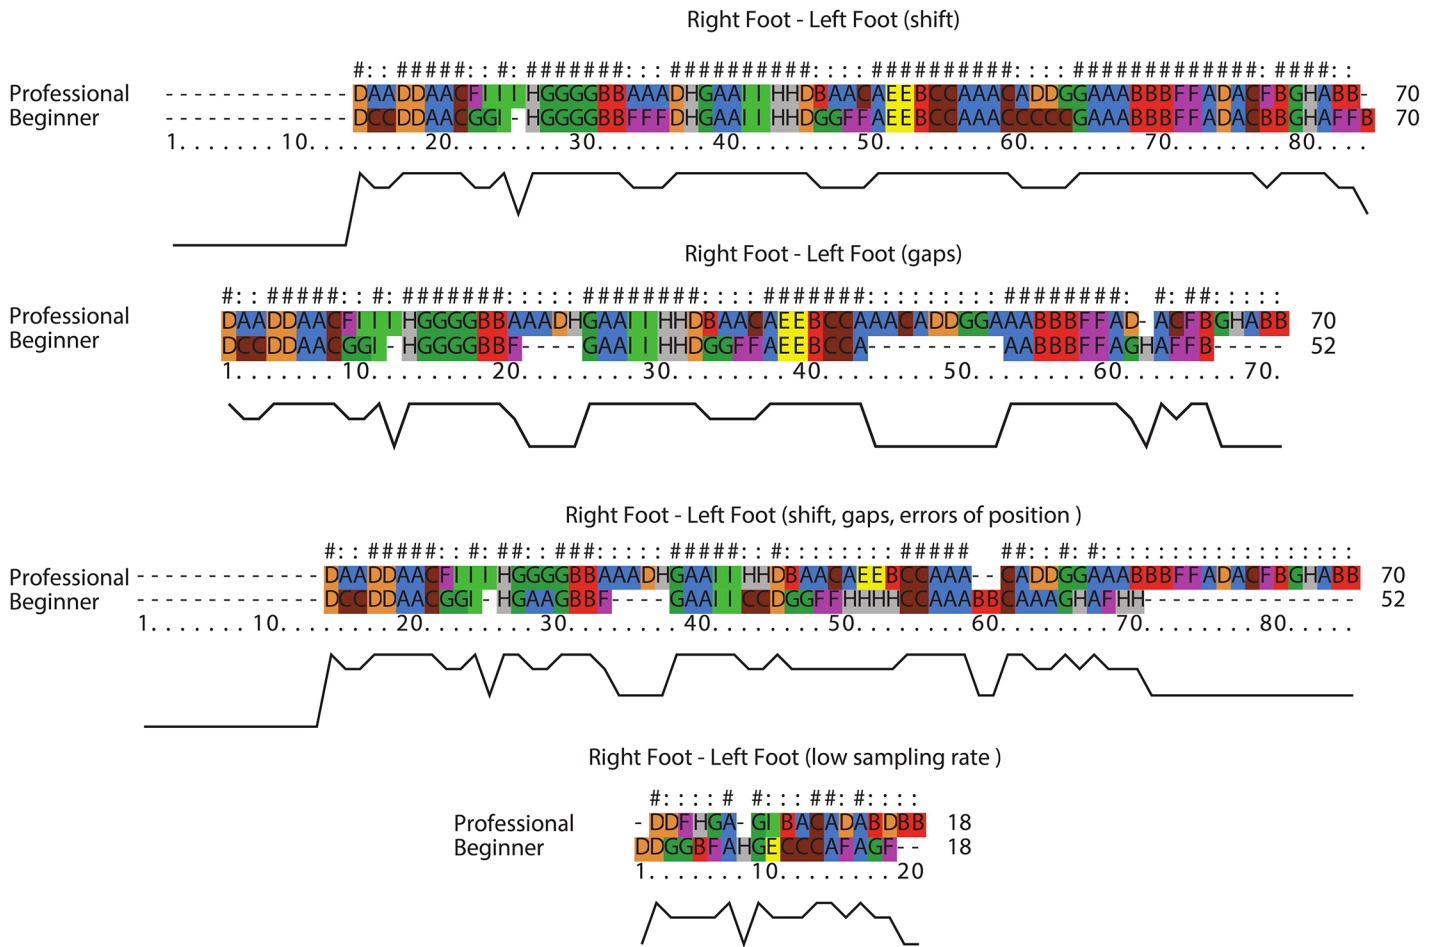 Right Foot - Left Foot (shift)
#: : #####: : #: #######: : : ##########: : : : ##########: : : : #############: ####: :
Professional - - - - - - - - - - - - - DAADDAACFIIIHGGGGBBAAADHGAAIIHHDBAACAEEBCCAAACADDGGAAABBBFFADACFBGHABB- 70
Beginner - - - - - - - - - - - - - DCCDDAACGGI-HGGGGBBFFFDHGAAIIHHDGGFFAEEBCCAAACCCCCGAAABBBFFADACBBGHAFFB 70
1.......10........20........30........40........50........60........70........80....
Right Foot - Left Foot (gaps)
#: : #####: : #: #######: : : : : ########: : : : #######: : : : : : : : : ########: #: ##: : : : :
Professional DAADDAACFIIIHGGGGBBAAADHGAAIIHHDBAACAEEBCCAAACADDGGAAABBBFFAD-ACFBGHABB 70
Beginner DCCDDAACGGI-HGGGGBBF----GAAIIHHDGGFFAEEBCCA---------AABBBFFAGHAFFB----- 52
1.......10........20........30........40........50........60........70.
Right Foot - Left Foot (shift, gaps, errors of position )
#: : #####: : #: ##: : ###: : : : : #####: : #: : : : : : : : #####  ##: : #: #: : : : : : : : : : : : : : : : : :
Professional - - - - - - - - - - - - - DAADDAACFIIIHGGGGBBAAADHGAAIIHHDBAACAEEBCCAAA--CADDGGAAABBBFFADACFBGHABB 70
Beginner - - - - - - - - - - - - - DCCDDAACGGI-HGAAGBBF----GAAIICCDGGFFHHHHCCAAABBCAAAGHAFHH--------------- 52
1.......10........20........30........40........50........60........70........80....
Right Foot - Left Foot (low sampling rate )
#: : : : # #: : : ##: #: : : :
Professional -DDFHGA-GIBACADABDBB 18
Beginner DDGGBFAHGECCCAFAGF-- 18
1.......10........20